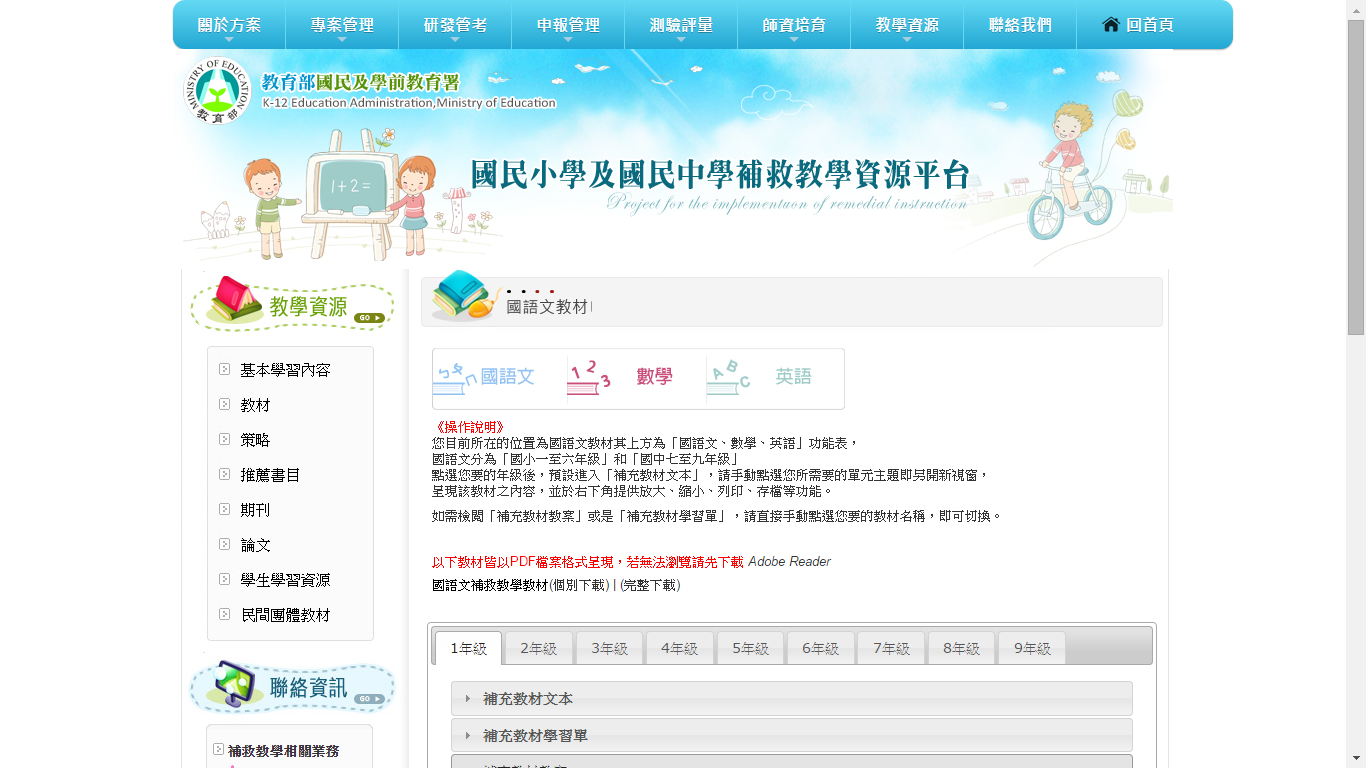 關於方案 專案管理 研發管考 申報管理 測驗評量 師資培育 教學資源 聯絡我們 回首頁
MINISTRY OF EDUCATION
教育部
教育部國民及學前教育署
K-12 Education Administration,Ministry of Education
1+2=
國民小學及國民中學補救教學資源平台
Project for the implementuon of remedial instruction
教學資源
GO
基本學習內容
教材
策略
推薦書目
期刊
論文
學生學習資源
民間團體教材
聯絡資訊
GO
補救教學相關業務
國語文教材
ㄅㄆㄇ 國語文 123 數學 ABC 英語
《操作說明》
您目前所在的位置為國語文教材其上方為「國語文、數學、英語」功能表，
國語文分為「國小一至六年級」和「國中七至九年級」
點選您要的年級後，預設進入「補充教材文本」，請手動點選您所需要的單元主題即另開新視窗，
呈現該教材之內容，並於右下角提供放大、縮小、列印、存檔等功能。
如需檢閱「補充教材教案」或是「補充教材學習單」，請直接手動點選您要的教材名稱，即可切換。
以下教材皆以PDF檔案格式呈現，若無法瀏覽請先下載 Adobe Reader
國語文補救教學教材(個別下載) | (完整下載)
1年級 2年級 3年級 4年級 5年級 6年級 7年級 8年級 9年級
補充教材文本
補充教材學習單